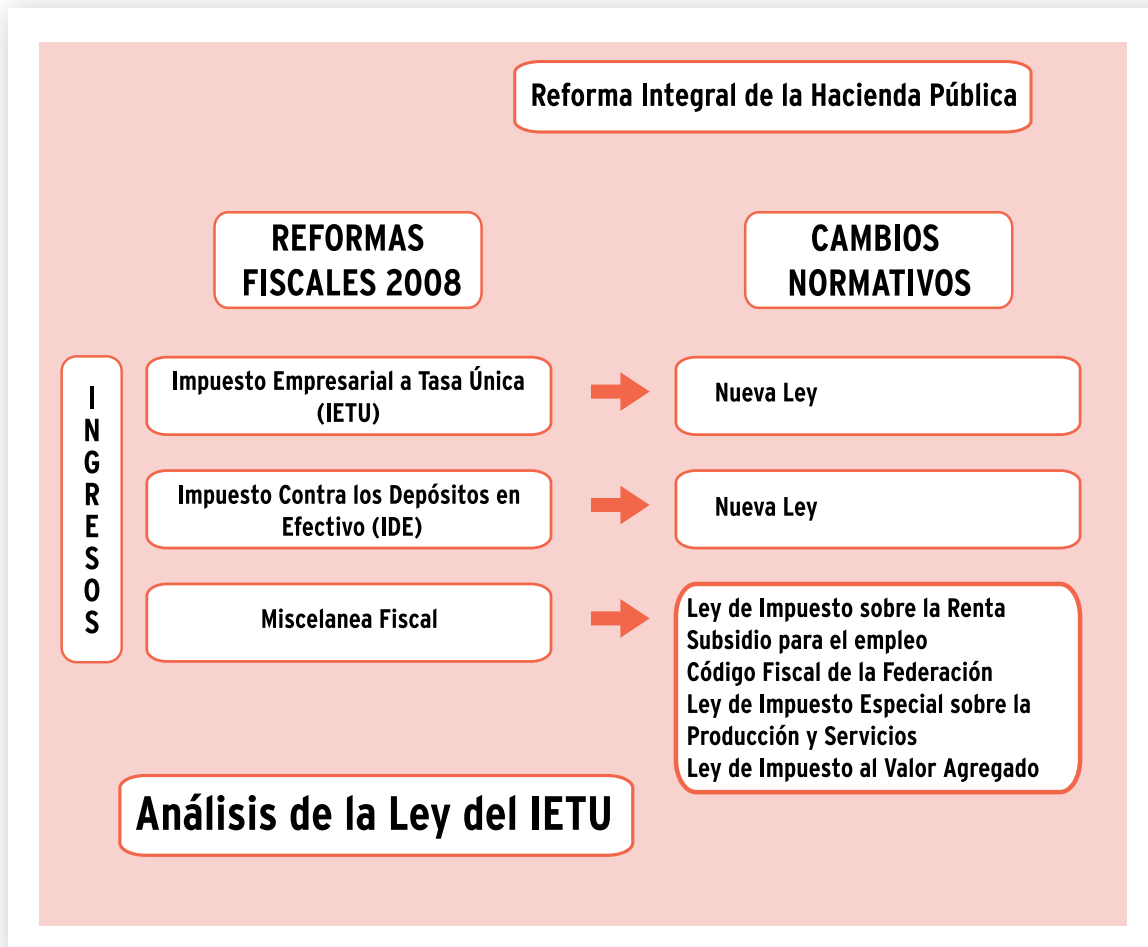 Reforma Integral de la Hacienda Pública
REFORMAS
FISCALES 2008
CAMBIOS
NORMATIVOS
INGRESOS
Impuesto Empresarial a Tasa Única
(IETU)
Nueva Ley
Impuesto Contra los Depósitos en
Efectivo (IDE)
Nueva Ley
Miscelanea Fiscal
Ley de Impuesto sobre la Renta
Subsidio para el empleo
Código Fiscal de la Federación
Ley de Impuesto Especial sobre la
Producción y Servicios
Ley de Impuesto al Valor Agregado
Análisis de la Ley del IETU